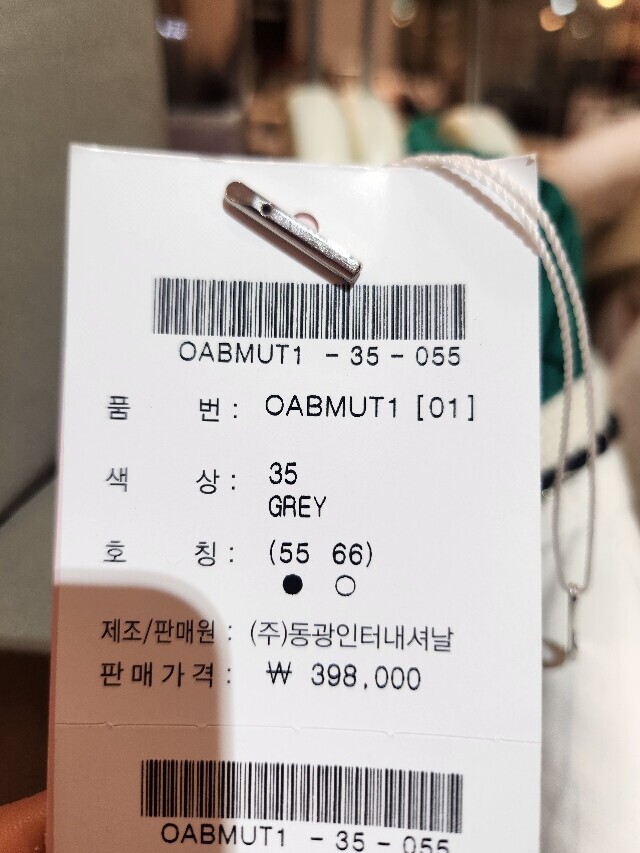 OABMUT1 - 35 - 055
품 번 : OABMUT1 [01]
색 상 : 35
GREY
호 칭 : (55 66)
제조/판매원 : (주)동광인터내셔날
판매가격 : ₩ 398,000
OABMUT1 - 35 - 055